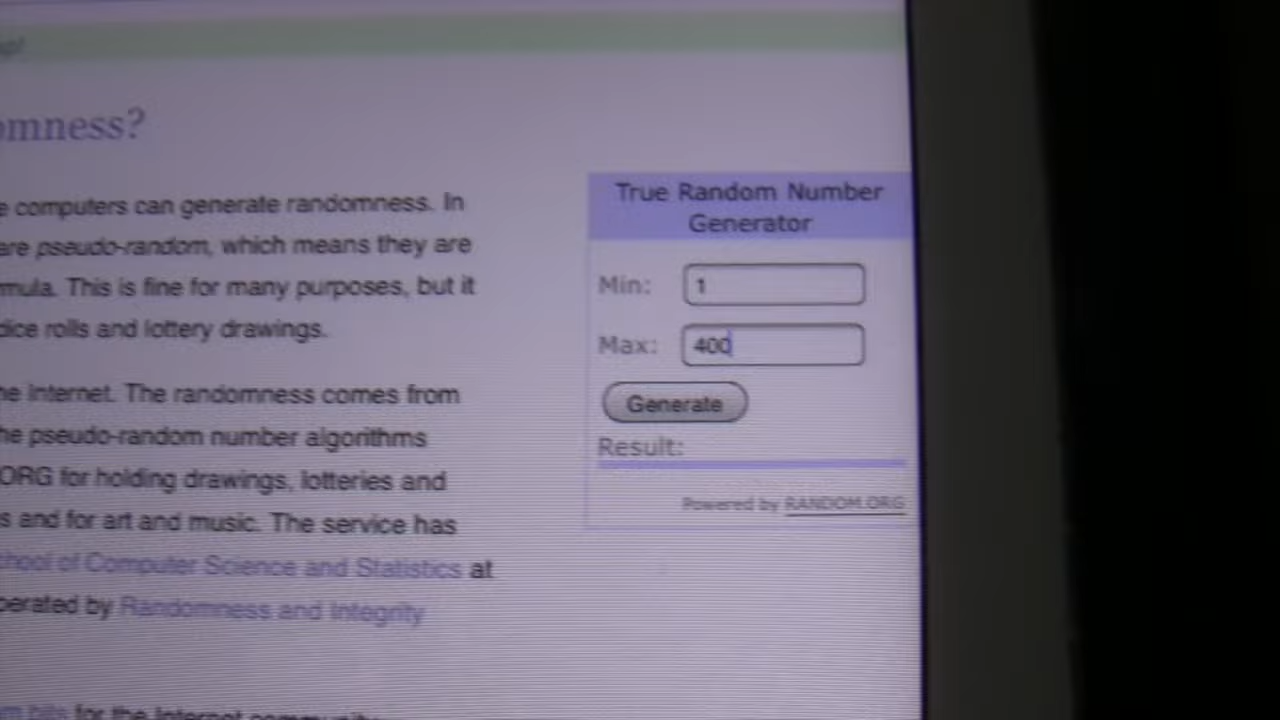 omness?
e computers can generate randomness. In
are pseudo-random, which means they are
mula. This is fine for many purposes, but it
dice rolls and lottery drawings.
he Internet. The randomness comes from
he pseudo-random number algorithms
ORG for holding drawings, lotteries and
s and for art and music. The service has
chool of Computer Science and Statistics at
perated by Randomness and Integrity
for the Internet community
True Random Number
Generator
Min: 1
Max: 400
Generate
Result:
Powered by RANDOM.ORG